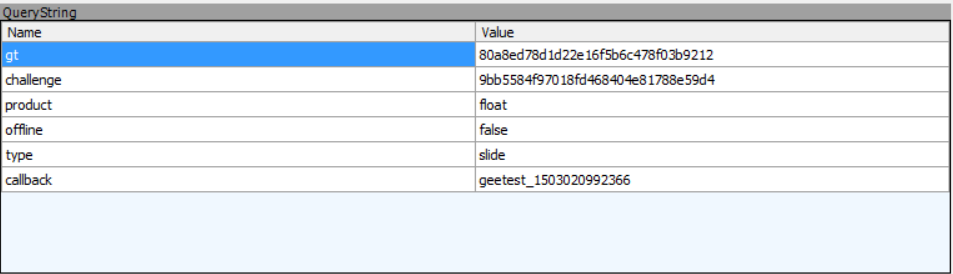 QueryString
Name Value
gt 80a8ed78d1d22e16f5b6c478f03b9212
challenge 9bb5584f97018fd468404e81788e59d4
product float
offline false
type slide
callback geetest_1503020992366